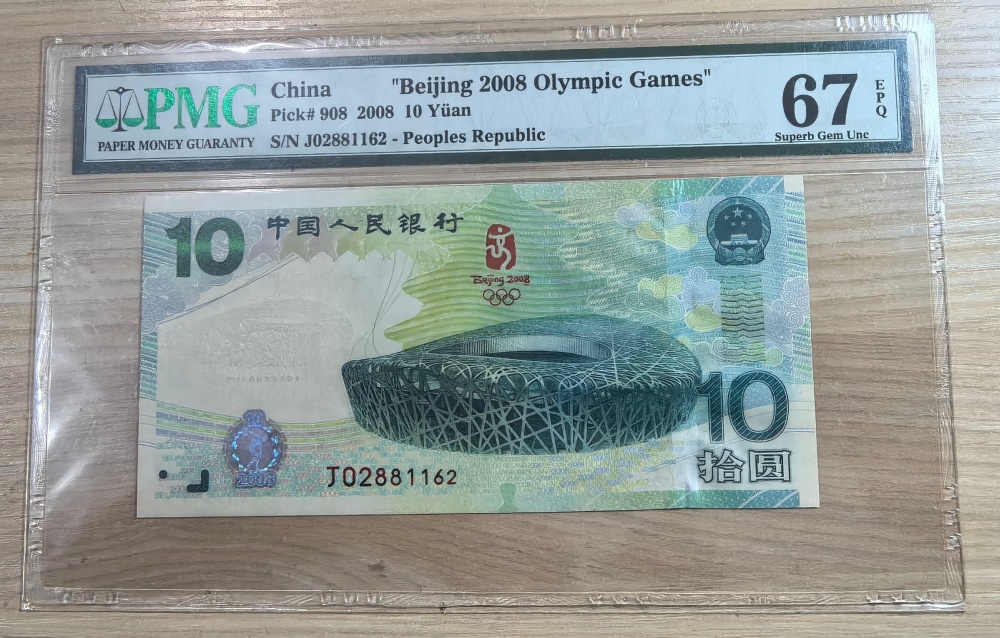 PMG
PAPER MONEY GUARANTY
China "Beijing 2008 Olympic Games"
Pick# 908 2008 10 Yüan
S/N J02881162 - Peoples Republic
67
EPQ
Superb Gem Unc
10
中国人民银行
Beijing 2008
10
拾圆
10
2008
J02881162